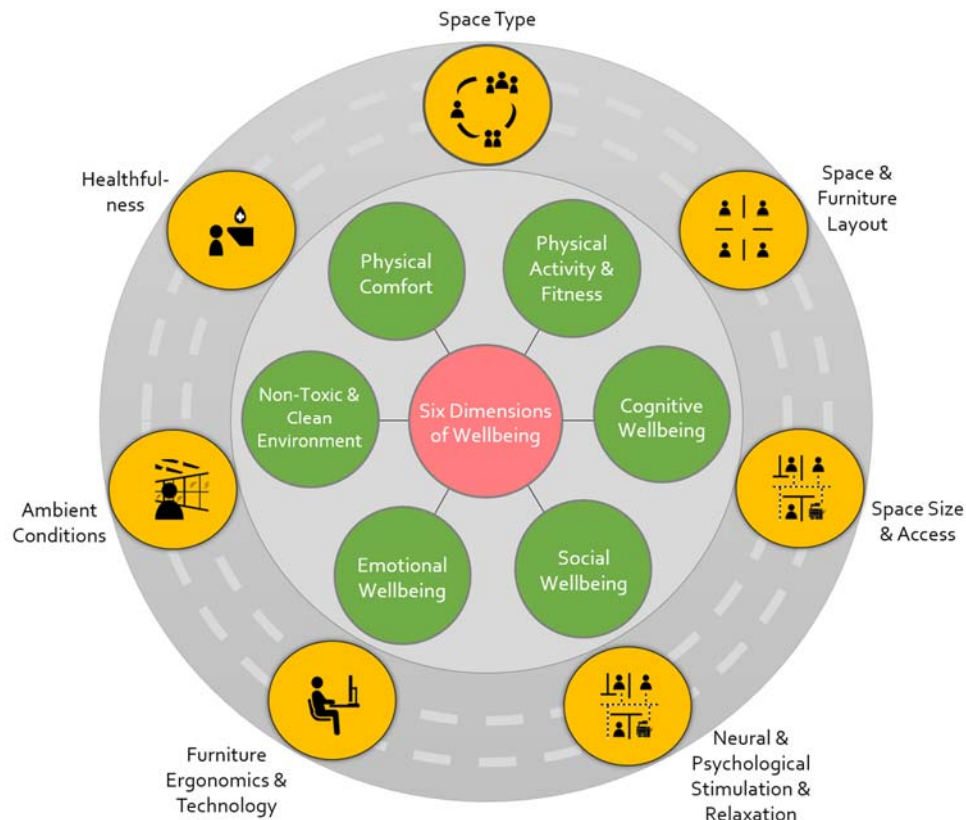 Space Type
Healthful-
ness
Space &
Furniture
Layout
Physical
Comfort
Physical
Activity &
Fitness
Non-Toxic &
Clean
Environment
Six Dimensions
of Wellbeing
Cognitive
Wellbeing
Ambient
Conditions
Space Size
& Access
Emotional
Wellbeing
Social
Wellbeing
Furniture
Ergonomics &
Technology
Neural &
Psychological
Stimulation &
Relaxation